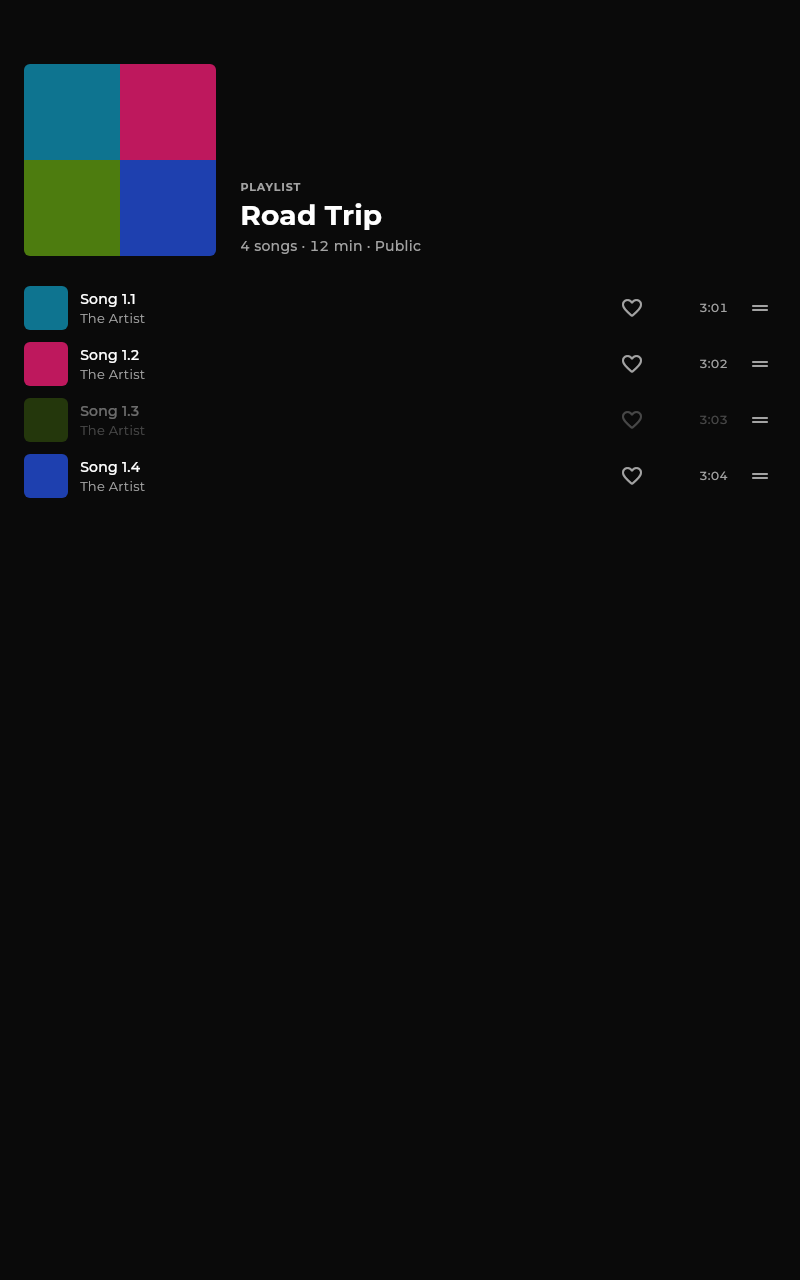 PLAYLIST
Road Trip
4 songs · 12 min · Public
Song 1.1
The Artist
3:01
Song 1.2
The Artist
3:02
Song 1.3
The Artist
3:03
Song 1.4
The Artist
3:04